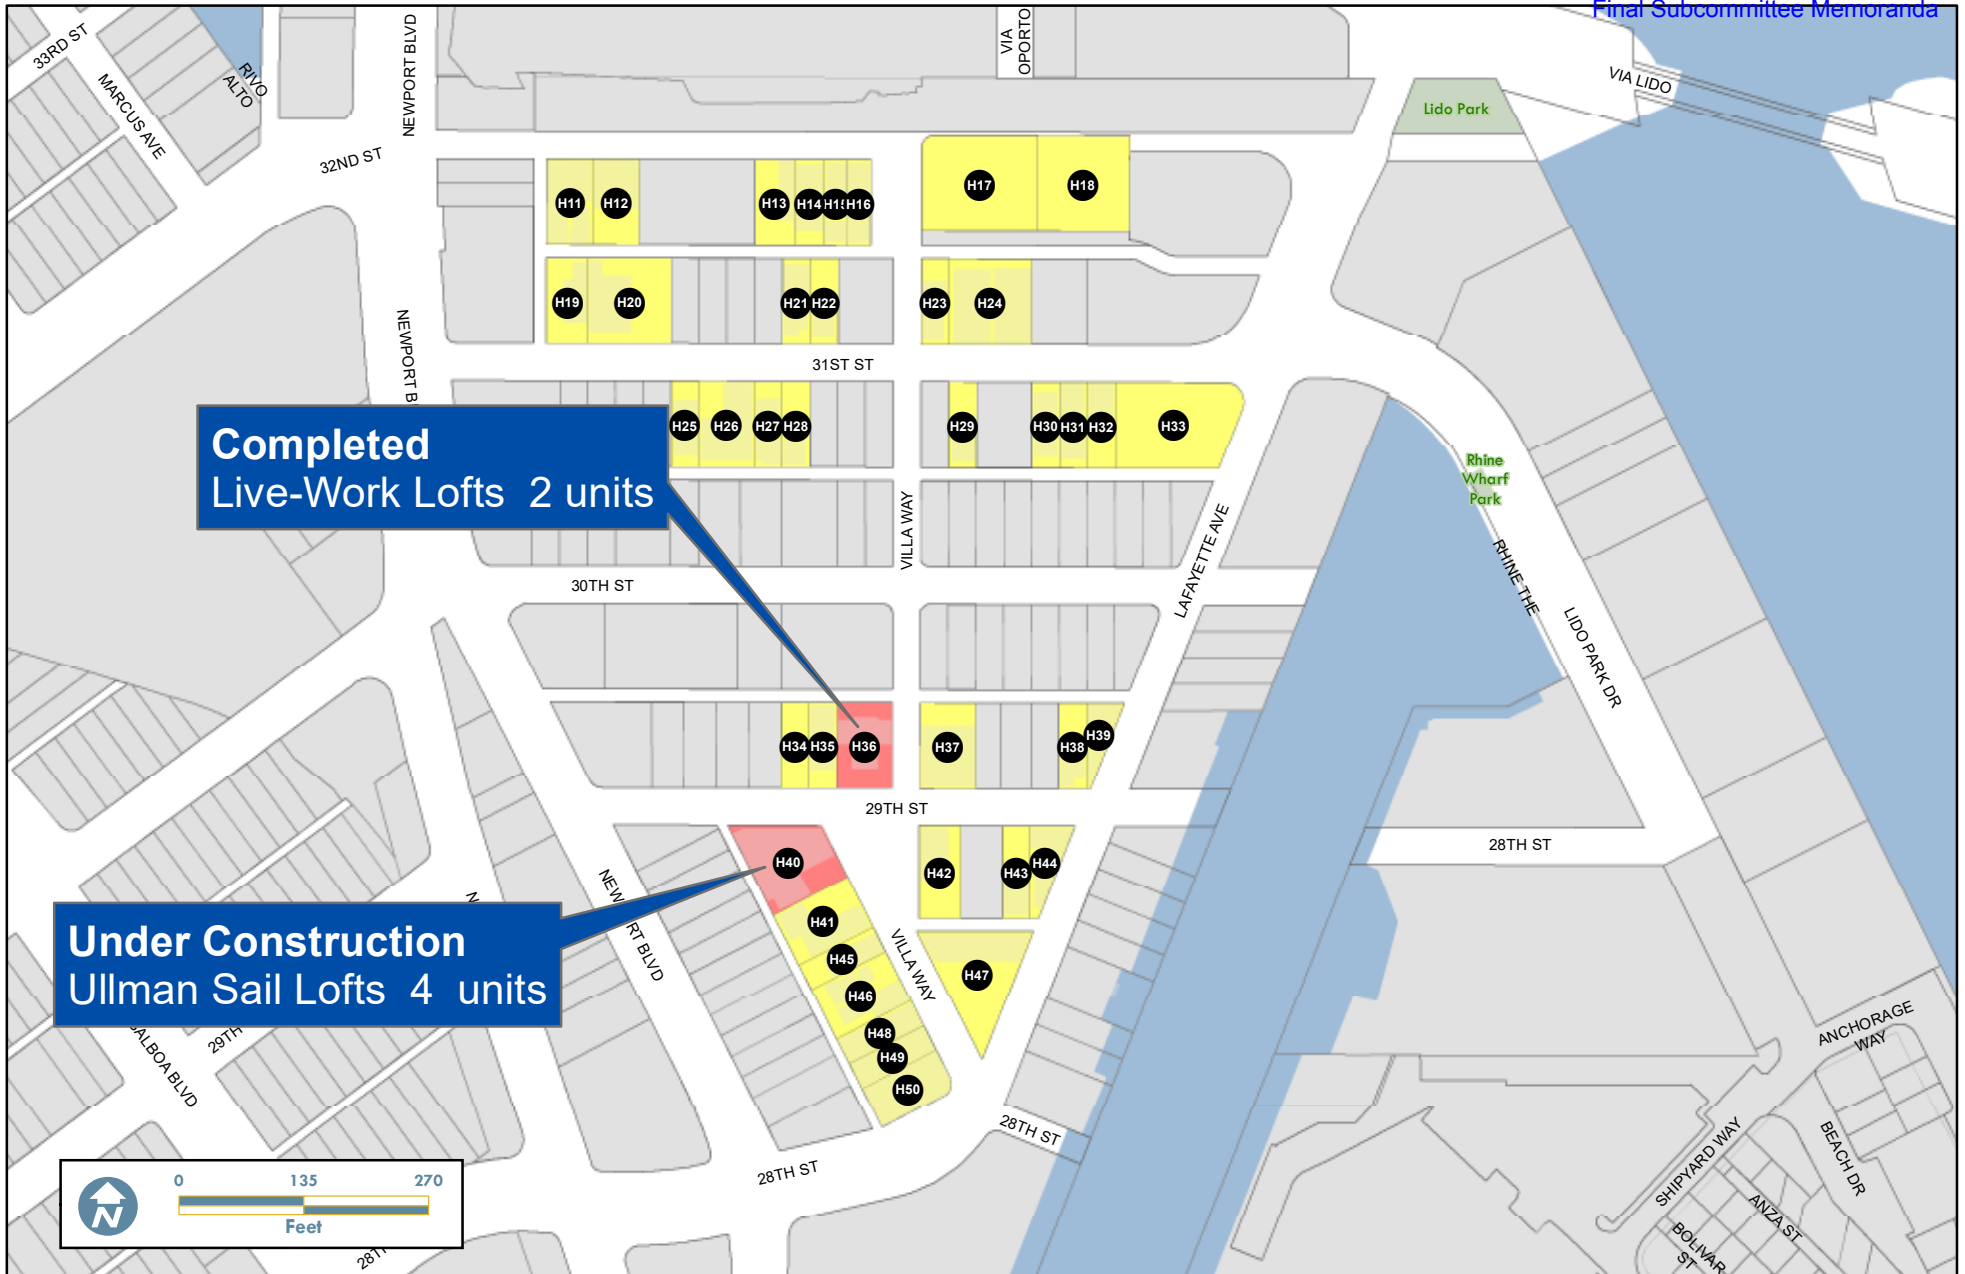 Final Subcommittee Memoranda
33RD ST
MARCUS AVE
RIVO
ALTO
NEWPORT BLVD
VIA
OPORTO
VIA LIDO
Lido Park
32ND ST
H11
H12
H13
H14
H15
H16
H17
H18
H19
H20
H21
H22
H23
H24
31ST ST
NEWPORT
H25
H26
H27
H28
H29
H30
H31
H32
H33
Completed
Live-Work Lofts 2 units
Rhine
Wharf
Park
VILLA WAY
LAFAYETTE AVE
RHINE THE
LIDO PARK DR
30TH ST
H34
H35
H36
H37
H38
H39
29TH ST
28TH ST
H40
H41
H42
H43
H44
H45
H46
H47
H48
H49
H50
NEWPORT BLVD
VILLA WAY
Under Construction
Ullman Sail Lofts 4 units
29TH
BALBOA BLVD
ANCHORAGE
WAY
28TH ST
28TH ST
SHIPYARD WAY
BEACH DR
ANZA ST
BOLIVAR
ST
N
0 135 270
Feet